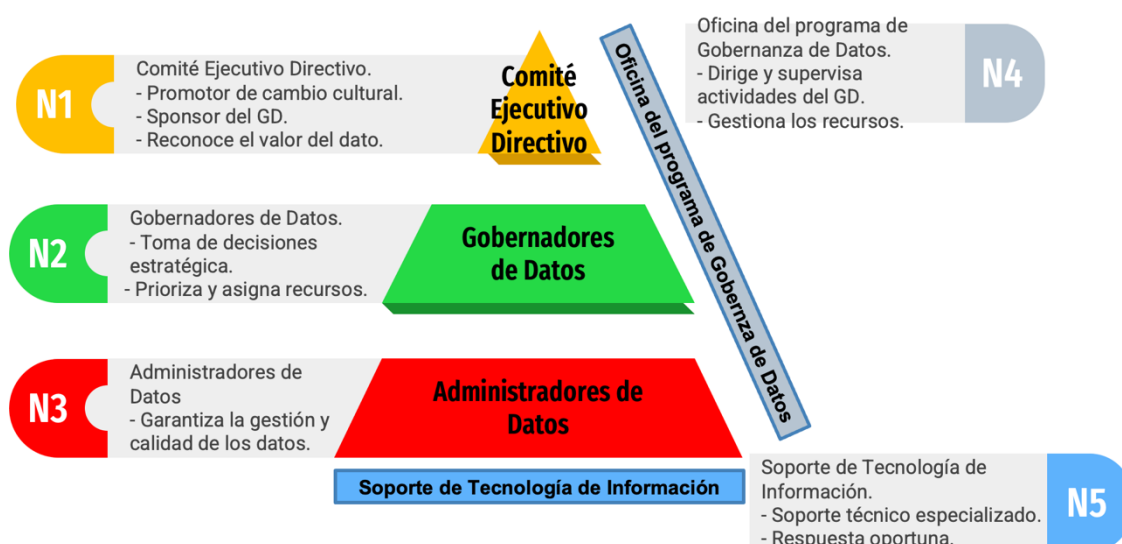 N1
Comité Ejecutivo Directivo.
- Promotor de cambio cultural.
- Sponsor del GD.
- Reconoce el valor del dato.
Comité
Ejecutivo
Directivo
Oficina del programa de Gobernza de Datos
Oficina del programa de
Gobernanza de Datos.
- Dirige y supervisa
actividades del GD.
- Gestiona los recursos.
N4
N2
Gobernadores de Datos.
- Toma de decisiones
estratégica.
- Prioriza y asigna recursos.
Gobernadores
de Datos
N3
Administradores de
Datos
- Garantiza la gestión y
calidad de los datos.
Administradores de
Datos
Soporte de Tecnología de Información
Soporte de Tecnología de
Información.
- Soporte técnico especializado.
- Respuesta oportuna.
N5